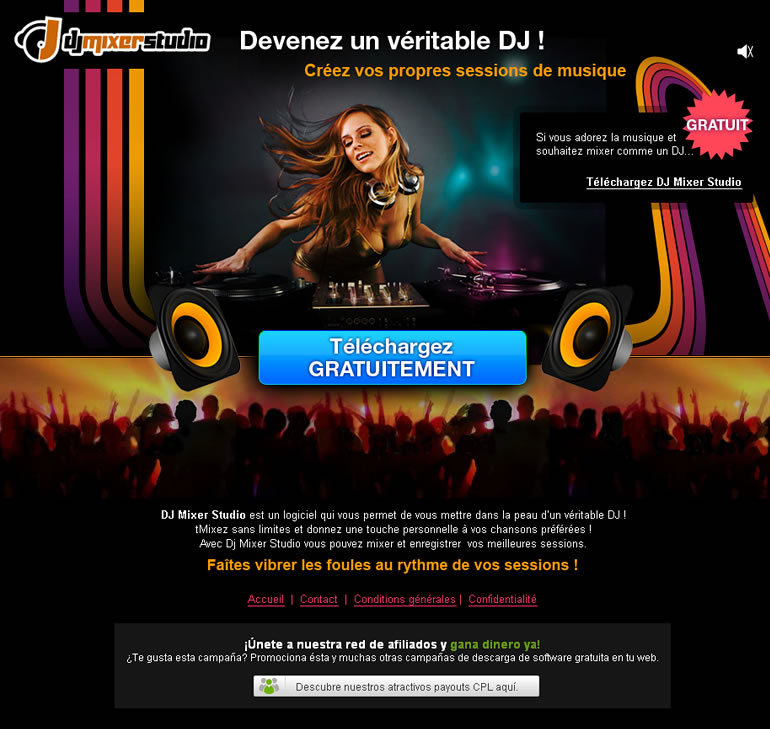 djmixerstudio
Devenez un véritable DJ !
Créez vos propres sessions de musique
GRATUIT
Si vous adorez la musique et
souhaitez mixer comme un DJ...
Téléchargez DJ Mixer Studio
Téléchargez
GRATUITEMENT
DJ Mixer Studio est un logiciel qui vous permet de vous mettre dans la peau d'un véritable DJ !
tMixez sans limites et donnez une touche personnelle à vos chansons préférées !
Avec Dj Mixer Studio vous pouvez mixer et enregistrer vos meilleures sessions.
Faîtes vibrer les foules au rythme de vos sessions !
Accueil | Contact | Conditions générales | Confidentialité
¡Únete a nuestra red de afiliados y gana dinero ya!
¿Te gusta esta campaña? Promociona ésta y muchas otras campañas de descarga de software gratuita en tu web.
Descubre nuestros atractivos payouts CPL aquí.